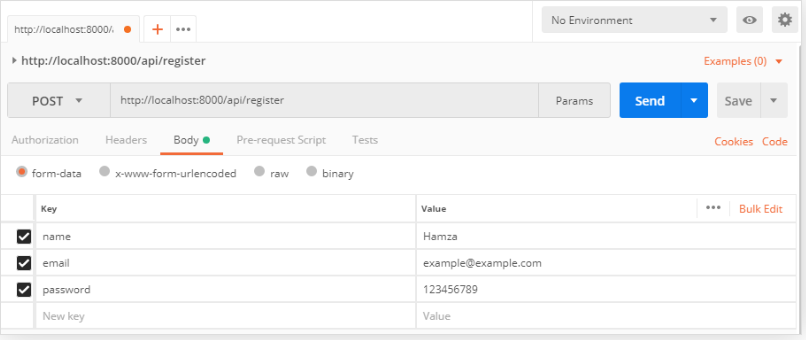 No Environment
http://localhost:8000/
http://localhost:8000/api/register
Examples (0)
POST http://localhost:8000/api/register Params Send Save
Authorization Headers Body Pre-request Script Tests Cookies Code
form-data x-www-form-urlencoded raw binary
Key Value Bulk Edit
name Hamza
email example@example.com
password 123456789
New key Value